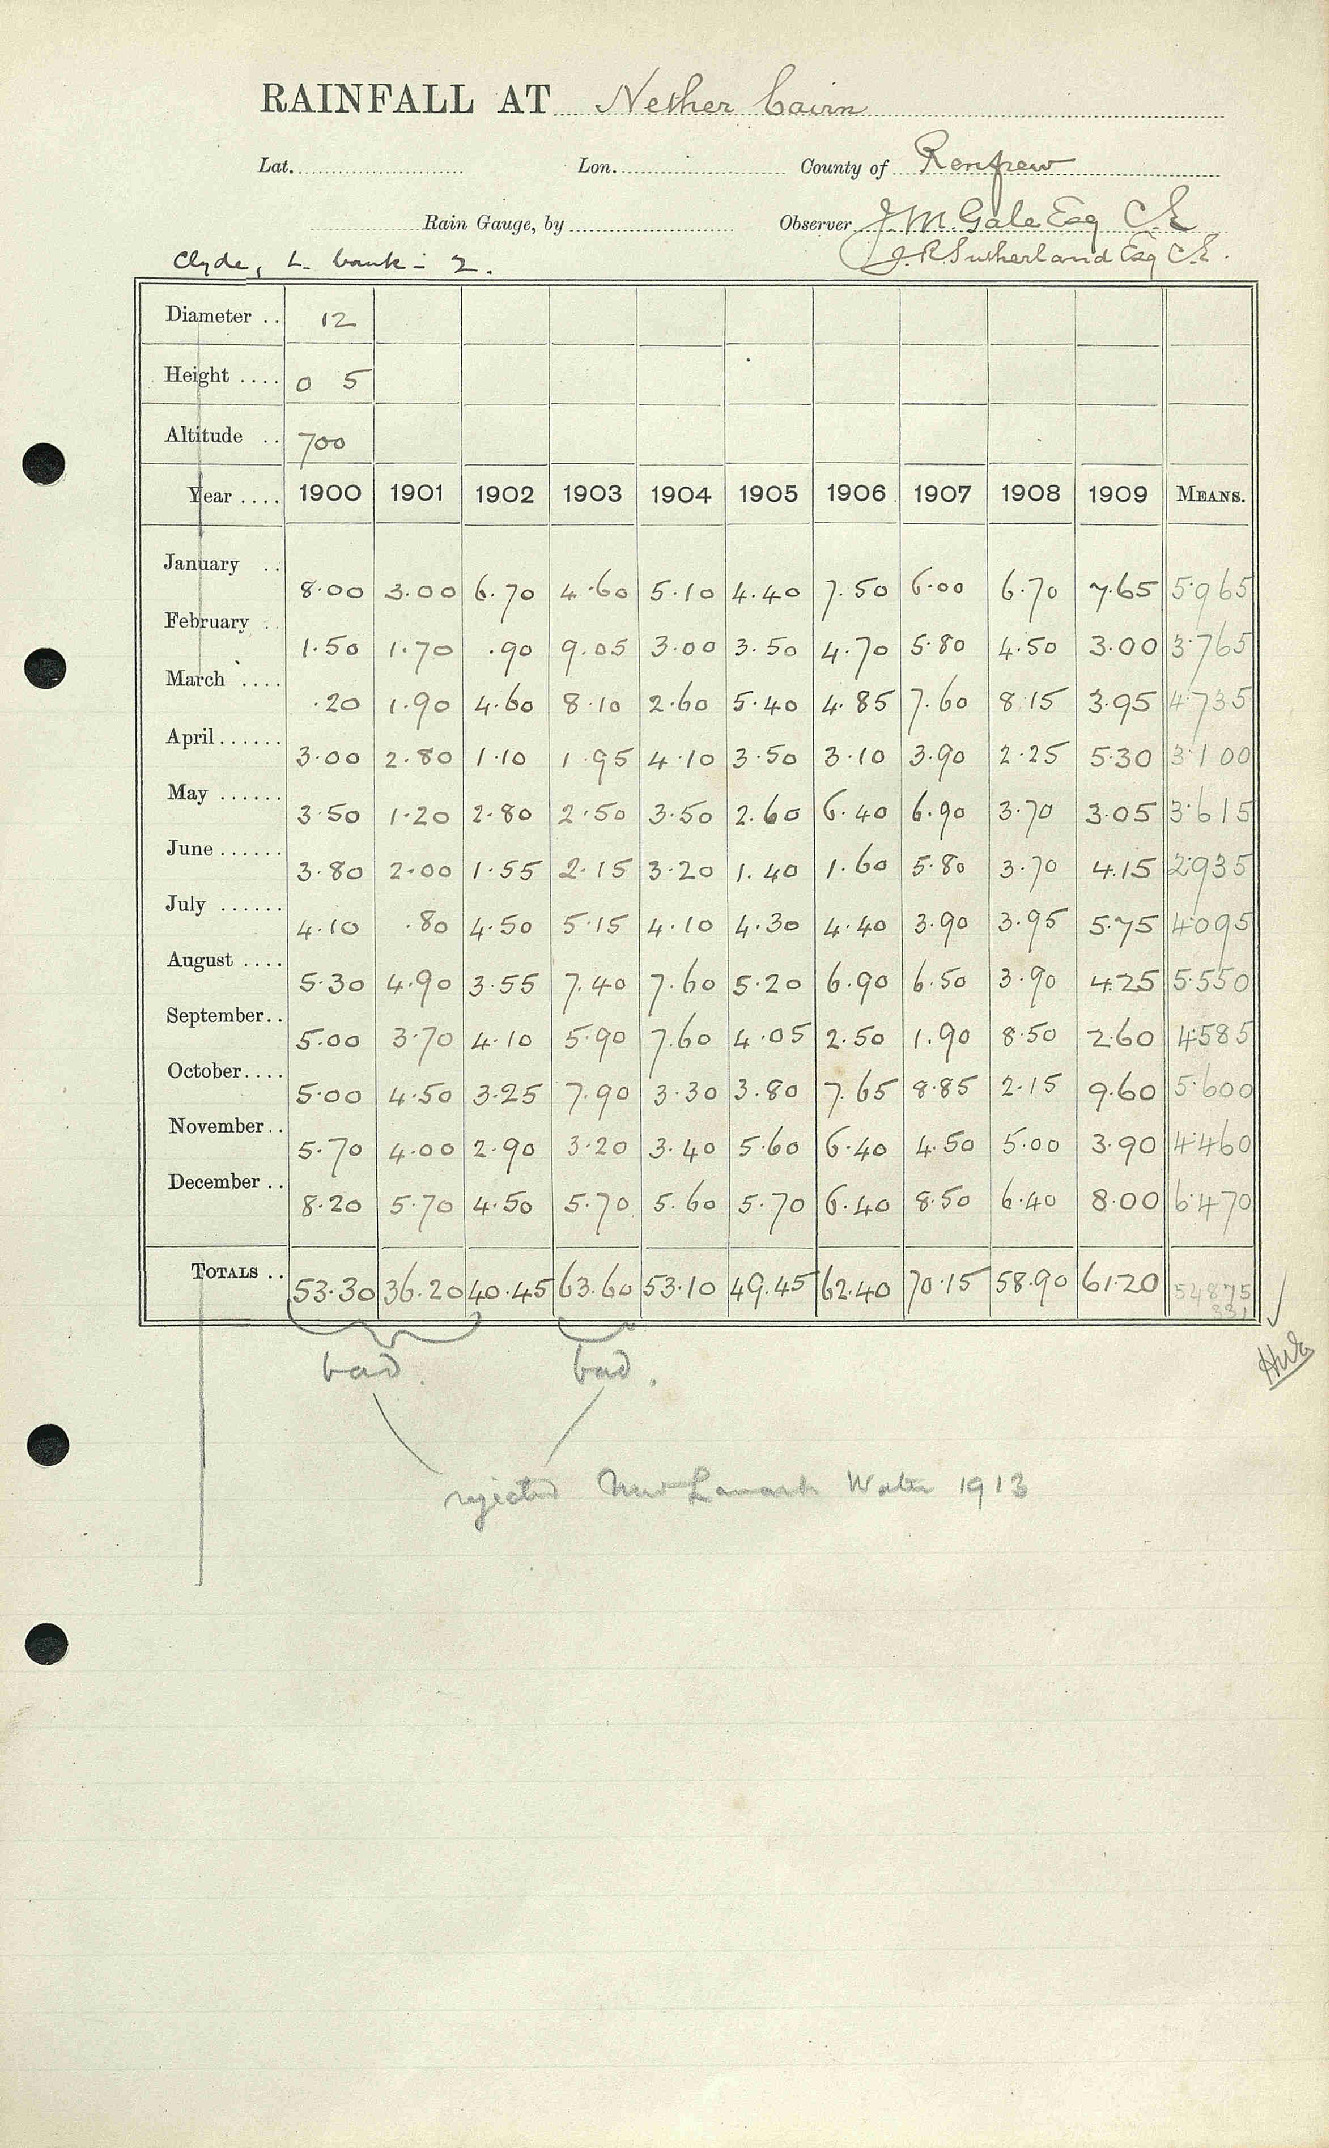 RAINFALL AT Nether Cairn
Lat. Lon. County of Renfrew
Rain Gauge, by Observer J. M. Gale Esq C.E
Clyde, L. bank - 2. J. R. Sutherland Esq C.E.
Diameter .. 12
Height .... 0 5
Altitude .. 700
Year .... 1900 1901 1902 1903 1904 1905 1906 1907 1908 1909 MEANS.
January .. 8.00 3.00 6.70 4.60 5.10 4.40 7.50 6.00 6.70 7.65 5.965
February .. 1.50 1.70 .90 9.05 3.00 3.50 4.70 5.80 4.50 3.00 3.765
March .... .20 1.90 4.60 8.10 2.60 5.40 4.85 7.60 8.15 3.95 4.735
April ...... 3.00 2.80 1.10 1.95 4.10 3.50 3.10 3.90 2.25 5.30 3.100
May ...... 3.50 1.20 2.80 2.50 3.50 2.60 6.40 6.90 3.70 3.05 3.615
June ...... 3.80 2.00 1.55 2.15 3.20 1.40 1.60 5.80 3.70 4.15 2.935
July ...... 4.10 .80 4.50 5.15 4.10 4.30 4.40 3.90 3.95 5.75 4.095
August .... 5.30 4.90 3.55 7.40 7.60 5.20 6.90 6.50 3.90 4.25 5.550
September .. 5.00 3.70 4.10 5.90 7.60 4.05 2.50 1.90 8.50 2.60 4.585
October .... 5.00 4.50 3.25 7.90 3.30 3.80 7.65 8.85 2.15 9.60 5.600
November .. 5.70 4.00 2.90 3.20 3.40 5.60 6.40 4.50 5.00 3.90 4.460
December .. 8.20 5.70 4.50 5.70 5.60 5.70 6.40 8.50 6.40 8.00 6.470
TOTALS .. 53.30 36.20 40.45 63.60 53.10 49.45 62.40 70.15 58.90 61.20 54875
331
bad. bad.
rejected New Lanark Water 1913